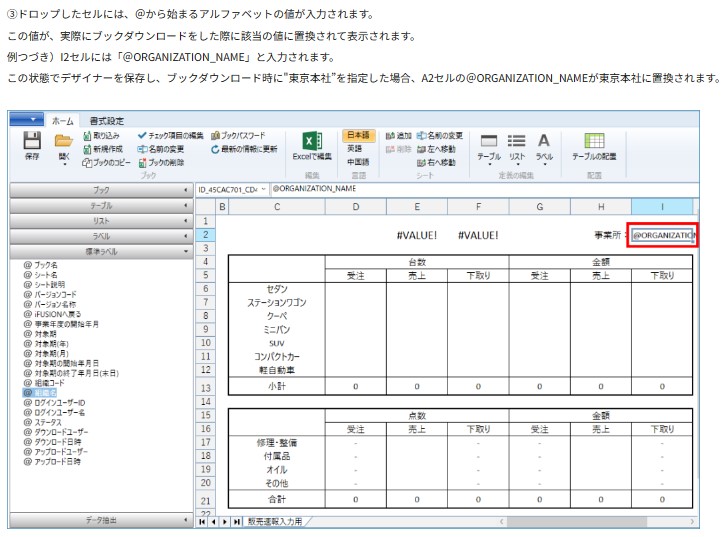 ③ドロップしたセルには、@から始まるアルファベットの値が入力されます。
この値が、実際にブックダウンロードをした際に該当の値に置換されて表示されます。
例つづき）I2セルには「@ORGANIZATION_NAME」と入力されます。
この状態でデザイナーを保存し、ブックダウンロード時に"東京本社”を指定した場合、A2セルの@ORGANIZATION_NAMEが東京本社に置換されます。
ホーム 書式設定
保存 開く 取り込み 新規作成 ブックのコピー チェック項目の編集 名前の変更 ブックの削除 ブックパスワード 最新の情報に更新
ブック
Excelで編集
編集
日本語 英語 中国語
言語
追加 削除 名前の変更 左へ移動 右へ移動
シート
テーブル リスト ラベル
定義の編集
テーブルの配置
配置
ブック
テーブル
リスト
ラベル
標準ラベル
@ ブック名
@ シート名
@ シート説明
@ バージョンコード
@ バージョン名称
@ iFUSIONへ戻る
@ 事業年度の開始年月
@ 対象期
@ 対象期(年)
@ 対象期(月)
@ 対象期の開始年月日
@ 対象期の終了年月日(末日)
@ 組織コード
@ 組織名
@ ログインユーザーID
@ ログインユーザー名
@ ステータス
@ ダウンロードユーザー
@ ダウンロード日時
@ アップロードユーザー
@ アップロード日時
データ抽出
ID_45CAC701_CD @ORGANIZATION_NAME
B C D E F G H I
1
2 #VALUE! #VALUE! 事業所： @ORGANIZATION
3
4 台数 金額
5 受注 売上 下取り 受注 売上 下取り
6 セダン
7 ステーションワゴン
8 クーペ
9 ミニバン
10 SUV
11 コンパクトカー
12 軽自動車
13 小計 0 0 0 0 0 0
14
15 点数 金額
16 受注 売上 下取り 受注 売上 下取り
17 修理・整備 - - - -
18 付属品 - - - -
19 オイル - - - -
20 その他 - - - -
21 合計 0 0 0 0 0 0
22
販売速報入力用